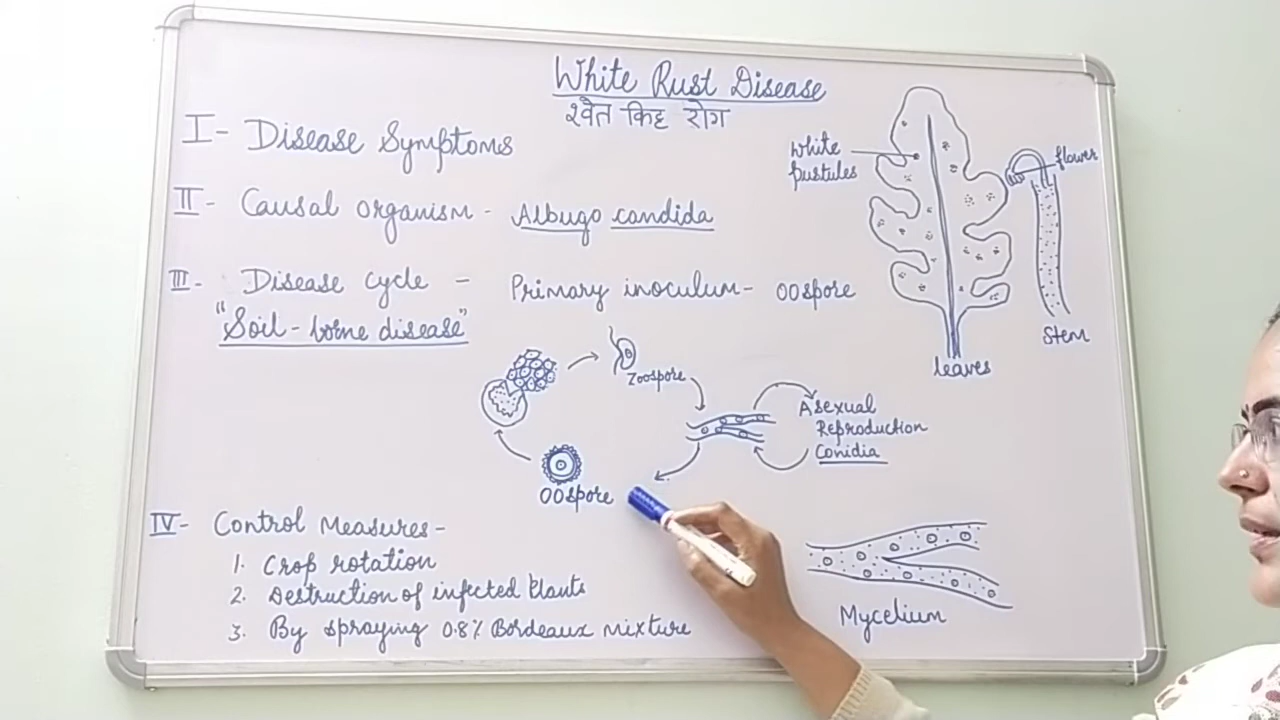 White Rust Disease
श्वेत किट्ट रोग
I - Disease Symptoms
II - Causal organism - Albugo candida
III - Disease cycle - Primary inoculum - OOspore
"Soil - borne disease"
White
pustules
flower
Stem
leaves
Zoospore
Asexual
Reproduction
Conidia
OOspore
IV - Control Measures -
1. Crop rotation
2. Destruction of infected plants
3. By spraying 0.8% Bordeaux mixture
Mycelium